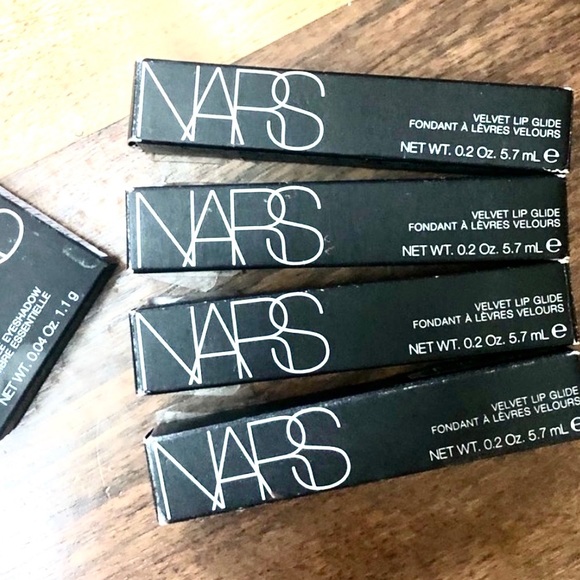 NARS
VELVET LIP GLIDE
FONDANT À LÈVRES VELOURS
NET WT. 0.2 Oz. 5.7 mL e
NARS
VELVET LIP GLIDE
FONDANT À LÈVRES VELOURS
NET WT. 0.2 Oz. 5.7 mL e
NARS
VELVET LIP GLIDE
FONDANT À LÈVRES VELOURS
NET WT. 0.2 Oz. 5.7 mL e
NARS
VELVET LIP GLIDE
FONDANT À LÈVRES VELOURS
NET WT. 0.2 Oz. 5.7 mL e
EYESHADOW
ESSENTIELLE
NET WT. 0.04 Oz. 1.1 g